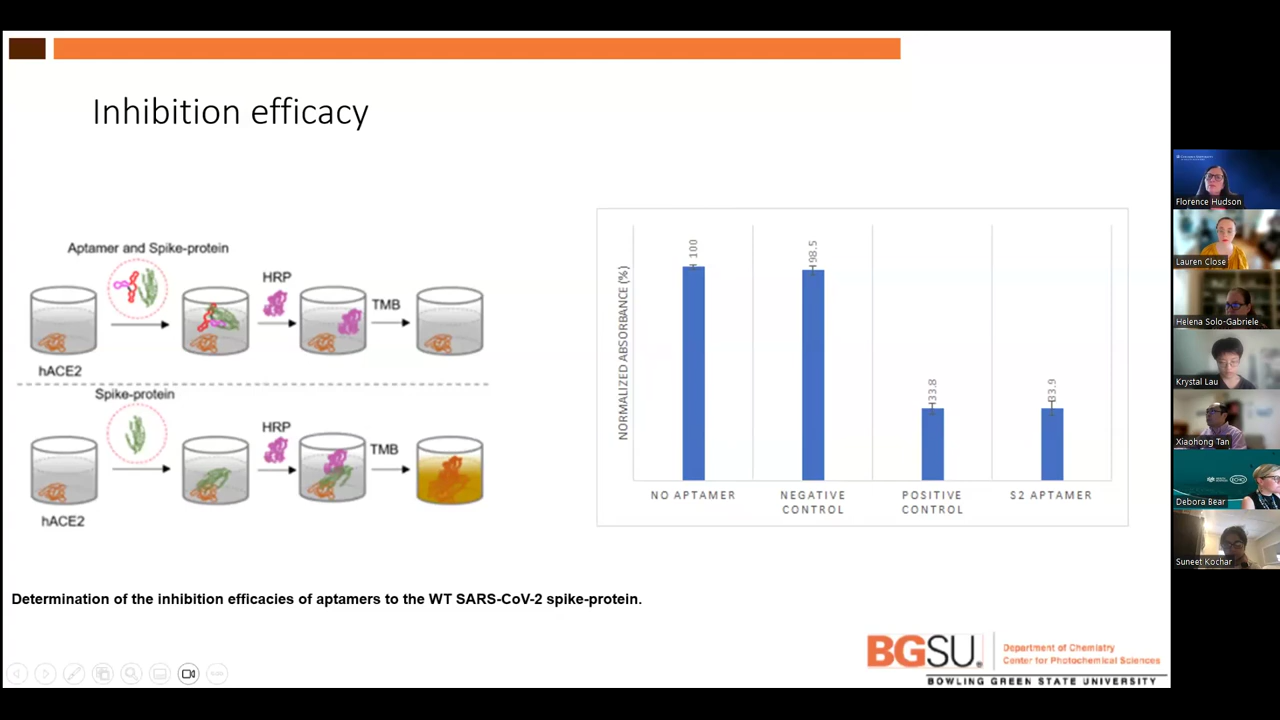 Inhibition efficacy
Aptamer and Spike-protein
HRP
TMB
hACE2
Spike-protein
HRP
TMB
hACE2
NORMALIZED ABSORBANCE (%)
100
98.5
33.8
33.9
NO APTAMER
NEGATIVE CONTROL
POSITIVE CONTROL
S2 APTAMER
Determination of the inhibition efficacies of aptamers to the WT SARS-CoV-2 spike-protein.
BGSU
Department of Chemistry
Center for Photochemical Sciences
BOWLING GREEN STATE UNIVERSITY
Florence Hudson
Lauren Close
Helena Solo-Gabriele
Krystal Lau
Xiaohong Tan
ECHO
Debora Bear
Suneet Kochar